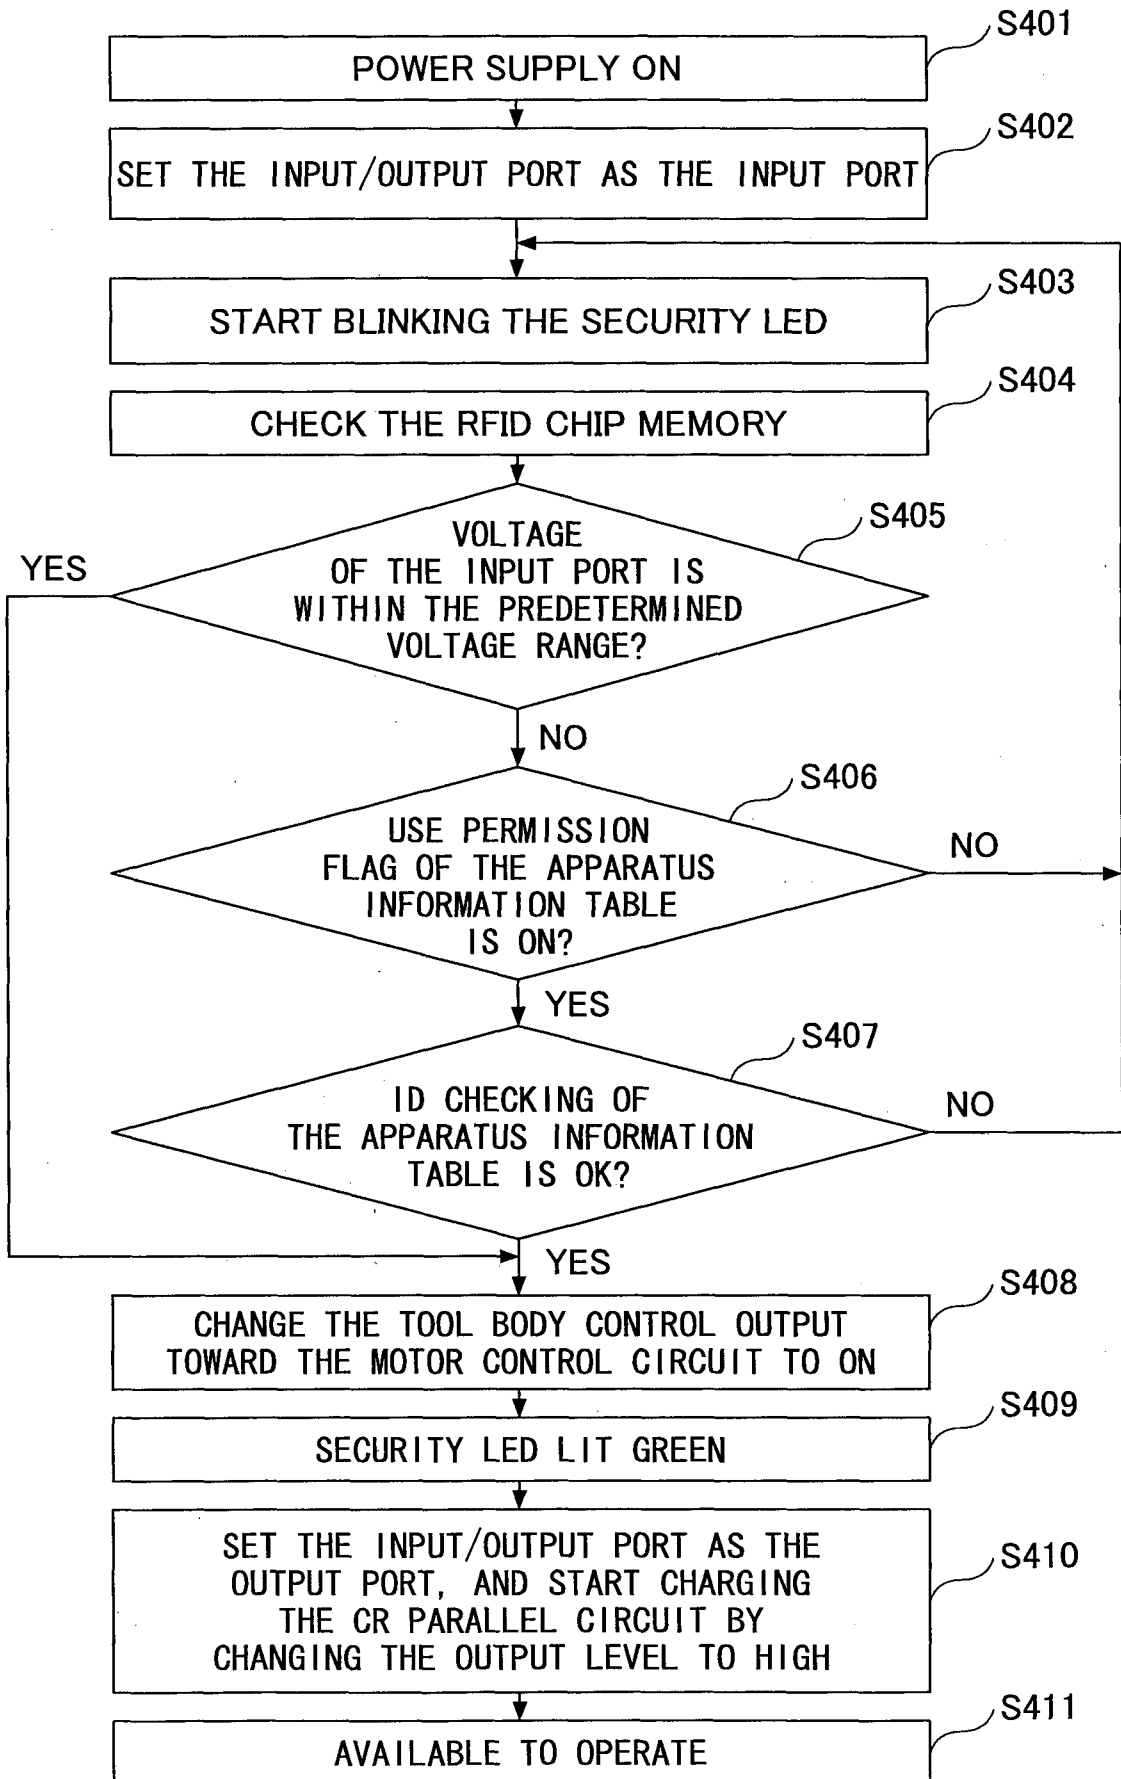 S401
POWER SUPPLY ON
S402
SET THE INPUT/OUTPUT PORT AS THE INPUT PORT
S403
START BLINKING THE SECURITY LED
S404
CHECK THE RFID CHIP MEMORY
S405
YES
VOLTAGE
OF THE INPUT PORT IS
WITHIN THE PREDETERMINED
VOLTAGE RANGE?
NO
S406
USE PERMISSION
FLAG OF THE APPARATUS
INFORMATION TABLE
IS ON?
NO
YES
S407
ID CHECKING OF
THE APPARATUS INFORMATION
TABLE IS OK?
NO
YES
S408
CHANGE THE TOOL BODY CONTROL OUTPUT
TOWARD THE MOTOR CONTROL CIRCUIT TO ON
S409
SECURITY LED LIT GREEN
S410
SET THE INPUT/OUTPUT PORT AS THE
OUTPUT PORT, AND START CHARGING
THE CR PARALLEL CIRCUIT BY
CHANGING THE OUTPUT LEVEL TO HIGH
S411
AVAILABLE TO OPERATE